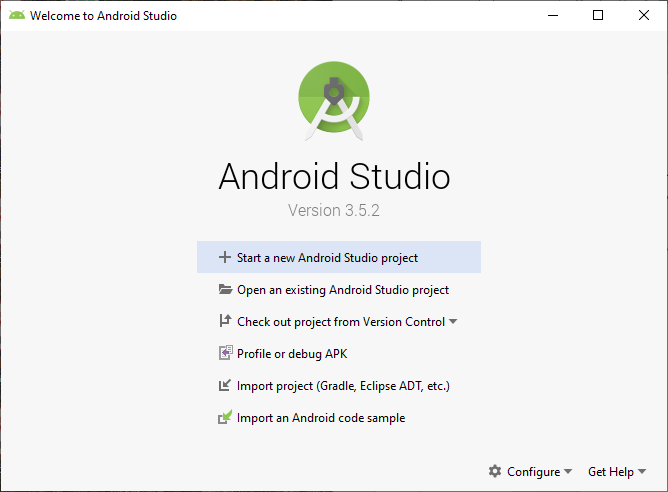 Welcome to Android Studio
Android Studio
Version 3.5.2
Start a new Android Studio project
Open an existing Android Studio project
Check out project from Version Control
Profile or debug APK
Import project (Gradle, Eclipse ADT, etc.)
Import an Android code sample
Configure Get Help